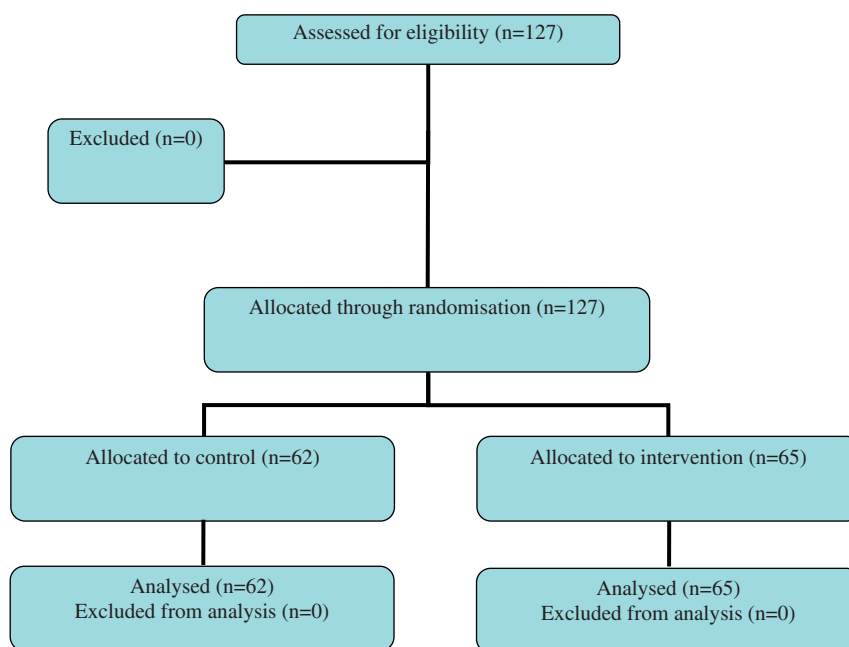 Assessed for eligibility (n=127)
Excluded (n=0)
Allocated through randomisation (n=127)
Allocated to control (n=62)
Allocated to intervention (n=65)
Analysed (n=62)
Excluded from analysis (n=0)
Analysed (n=65)
Excluded from analysis (n=0)